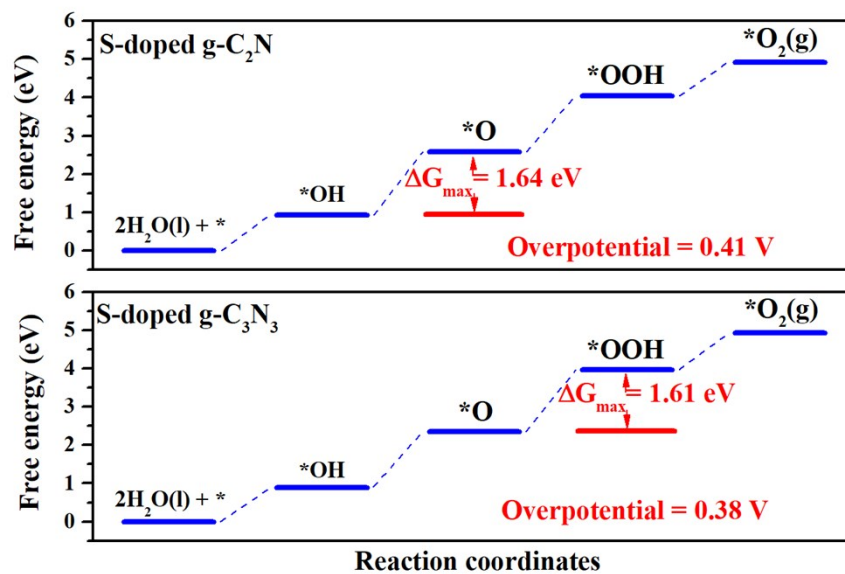 6
S-doped g-C₂N
*O₂(g)
5
*OOH
4
*O
3
2
ΔGmax = 1.64 eV
*OH
1
2H₂O(l) + *
0
Overpotential = 0.41 V
Free energy (eV)
6
S-doped g-C₃N₃
*O₂(g)
5
*OOH
4
ΔGmax = 1.61 eV
3
*O
2
*OH
1
2H₂O(l) + *
0
Overpotential = 0.38 V
Free energy (eV)
Reaction coordinates